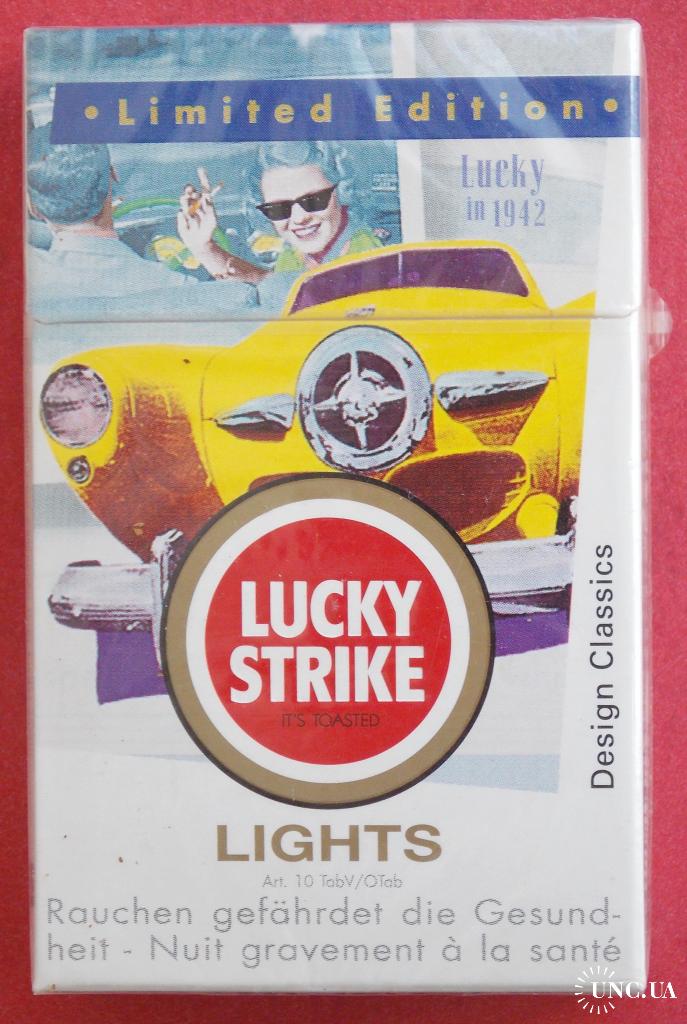 • Limited Edition •
Lucky
in 1942
LUCKY
STRIKE
IT'S TOASTED
Design Classics
LIGHTS
Art. 10 TabV/OTab
Rauchen gefährdet die Gesund-
heit - Nuit gravement à la santé
UNC.UA